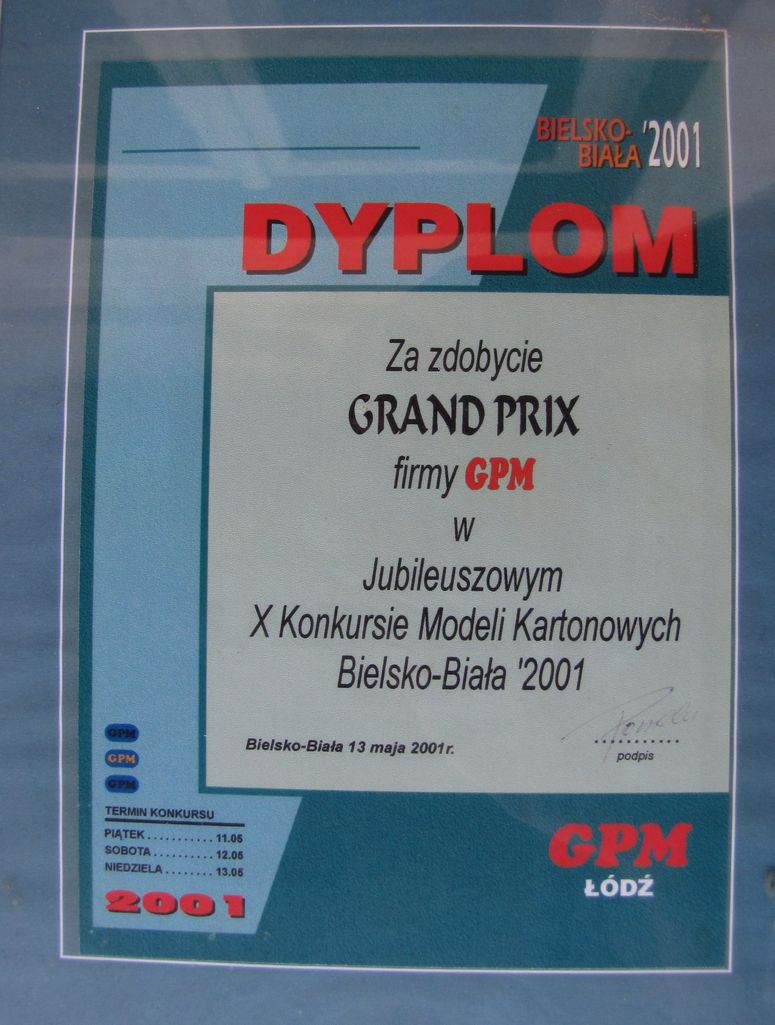 BIELSKO-
BIAŁA '2001
DYPLOM
Za zdobycie
GRAND PRIX
firmy GPM
w
Jubileuszowym
X Konkursie Modeli Kartonowych
Bielsko-Biała '2001
Bielsko-Biała 13 maja 2001r.
...........
podpis
GPM
GPM
GPM
TERMIN KONKURSU
PIĄTEK . . . . . . . . . . . 11.05
SOBOTA . . . . . . . . . . 12.05
NIEDZIELA . . . . . . . . 13.05
2001
GPM
ŁÓDŹ